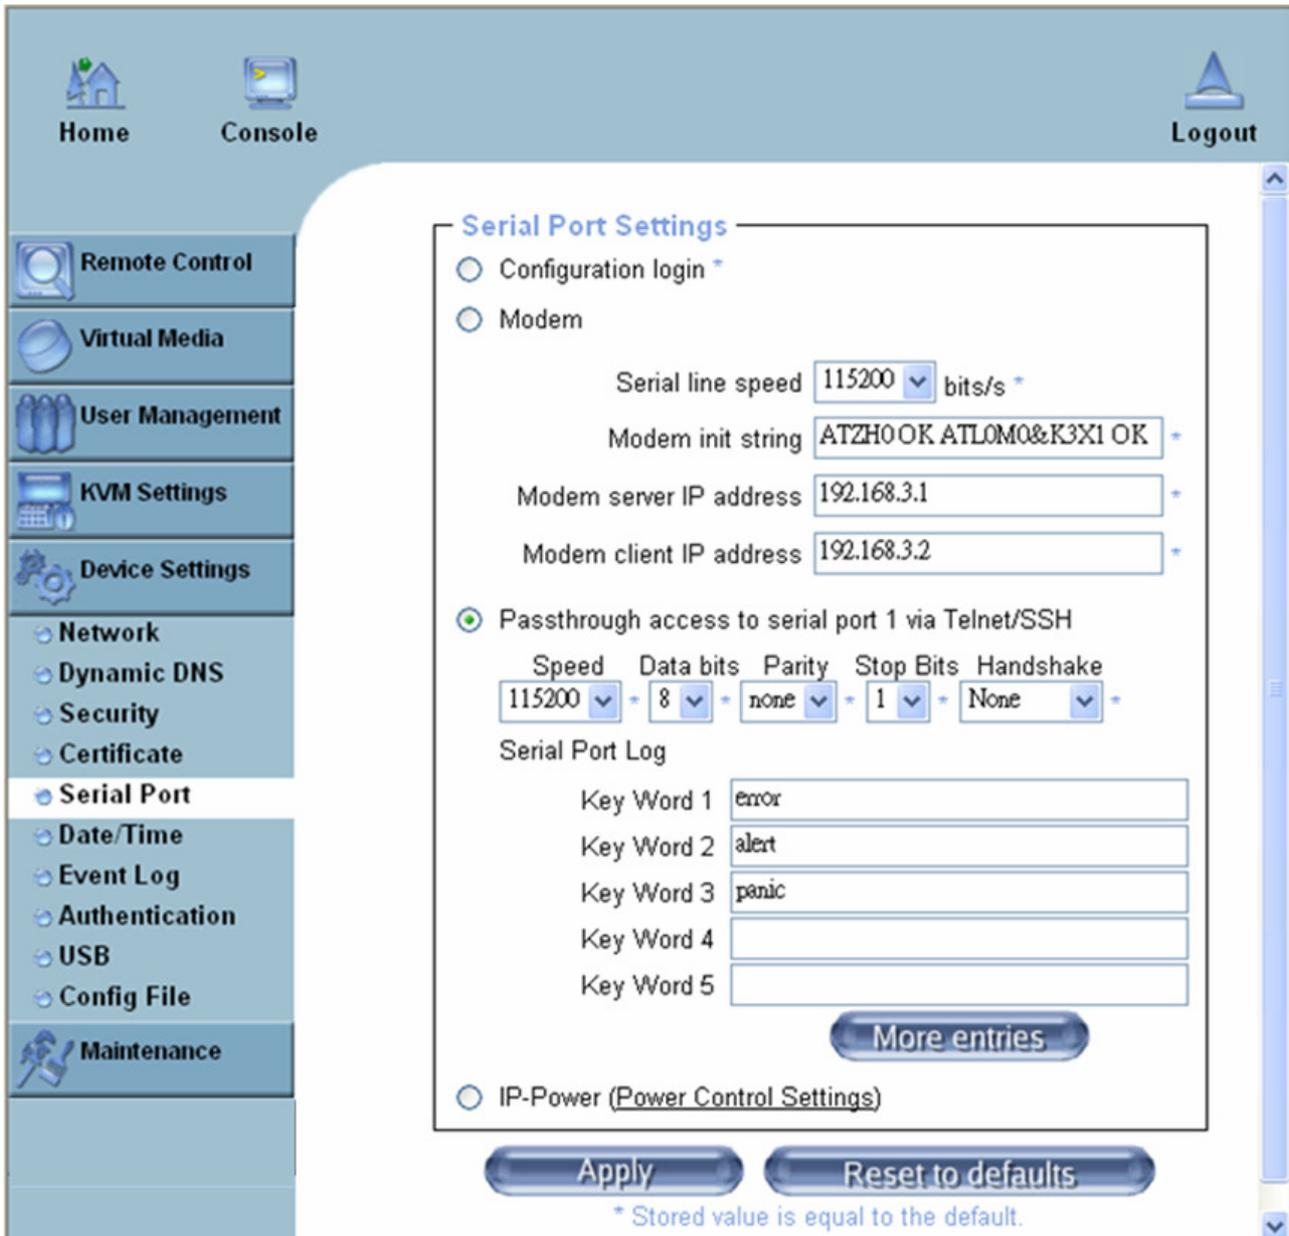 Home Console Logout
Remote Control
Virtual Media
User Management
KVM Settings
Device Settings
Network
Dynamic DNS
Security
Certificate
Serial Port
Date/Time
Event Log
Authentication
USB
Config File
Maintenance
Serial Port Settings
Configuration login *
Modem
Serial line speed 115200 bits/s *
Modem init string ATZH0 OK ATL0M0&K3X1 OK *
Modem server IP address 192.168.3.1 *
Modem client IP address 192.168.3.2 *
Passthrough access to serial port 1 via Telnet/SSH
Speed Data bits Parity Stop Bits Handshake
115200 * 8 * none * 1 * None *
Serial Port Log
Key Word 1 error
Key Word 2 alert
Key Word 3 panic
Key Word 4
Key Word 5
More entries
IP-Power (Power Control Settings)
Apply Reset to defaults
* Stored value is equal to the default.